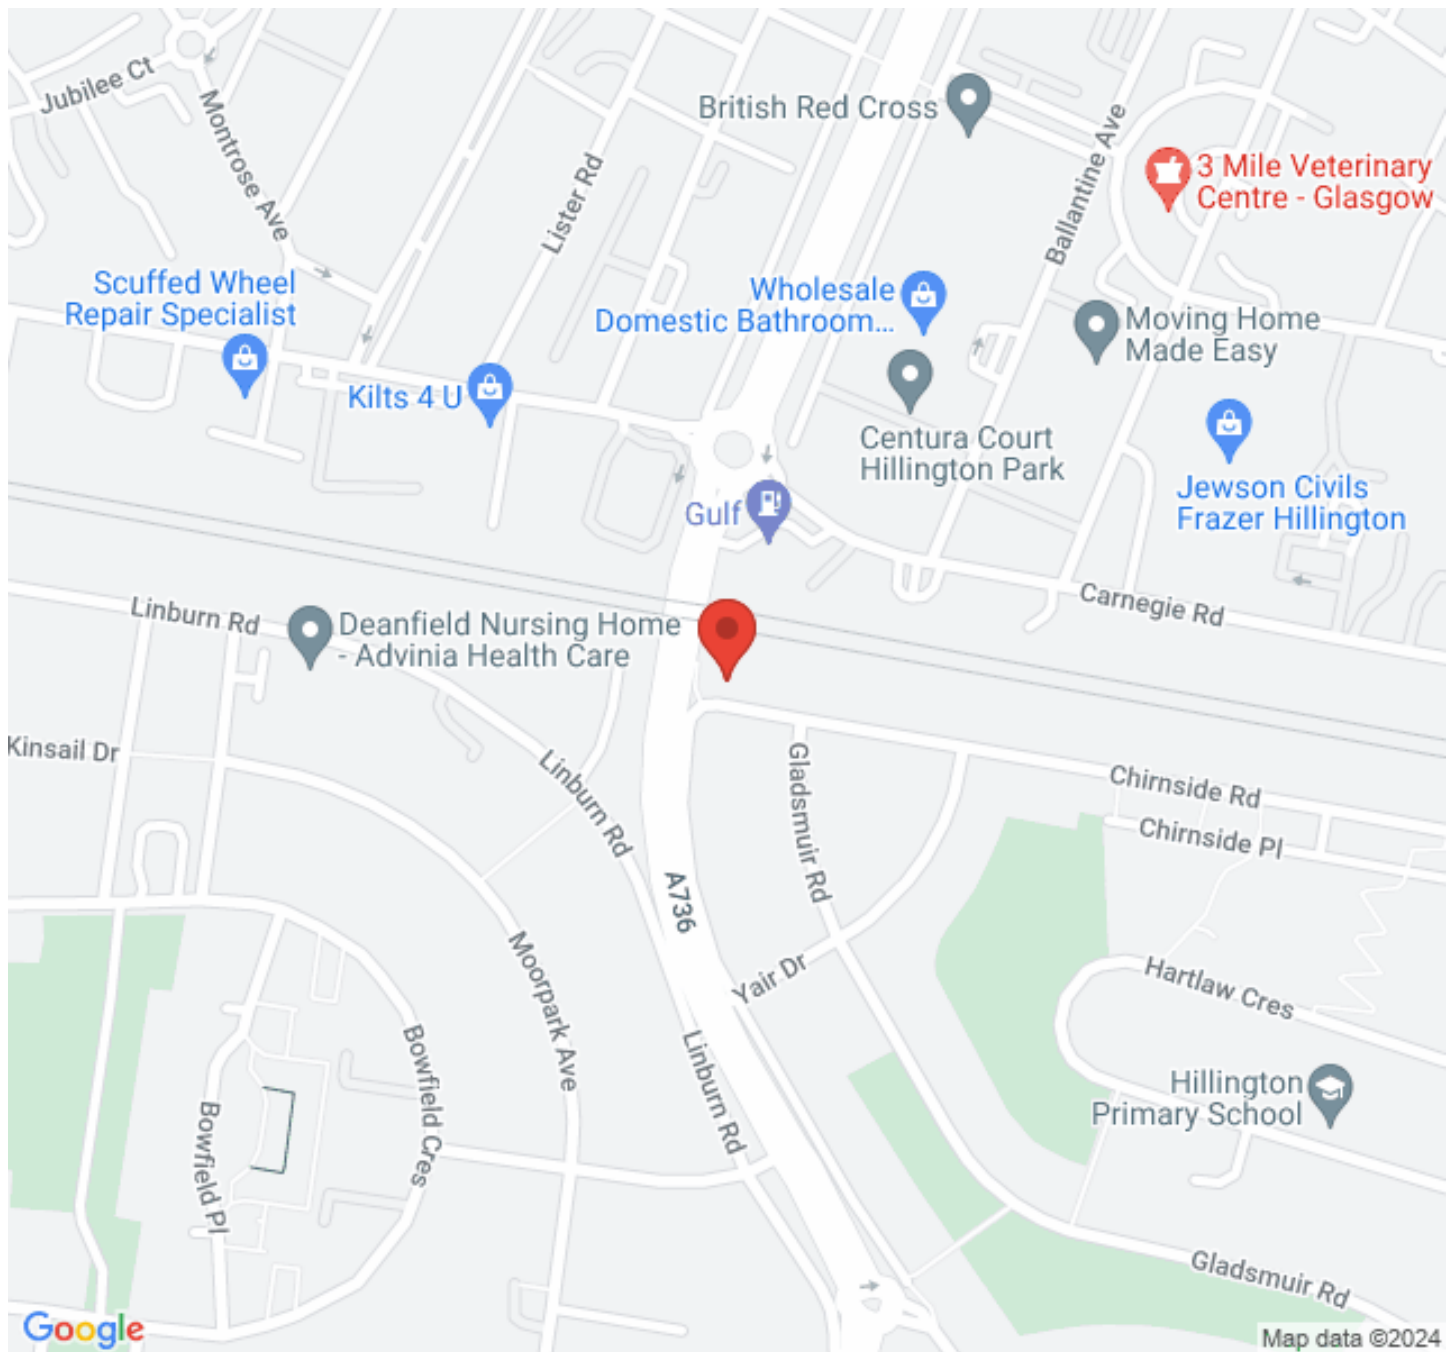 Jubilee Ct
Montrose Ave
Lister Rd
British Red Cross
Ballantine Ave
3 Mile Veterinary
Centre - Glasgow
Scuffed Wheel
Repair Specialist
Wholesale
Domestic Bathroom...
Moving Home
Made Easy
Kilts 4 U
Centura Court
Hillington Park
Jewson Civils
Frazer Hillington
Gulf
Carnegie Rd
Linburn Rd
Deanfield Nursing Home
- Advinia Health Care
Kinsail Dr
Linburn Rd
Gladsmuir Rd
Chirnside Rd
Chirnside Pl
A736
Moorpark Ave
Yair Dr
Hartlaw Cres
Bowfield Cres
Bowfield Pl
Linburn Rd
Hillington
Primary School
Gladsmuir Rd
Google
Map data ©2024